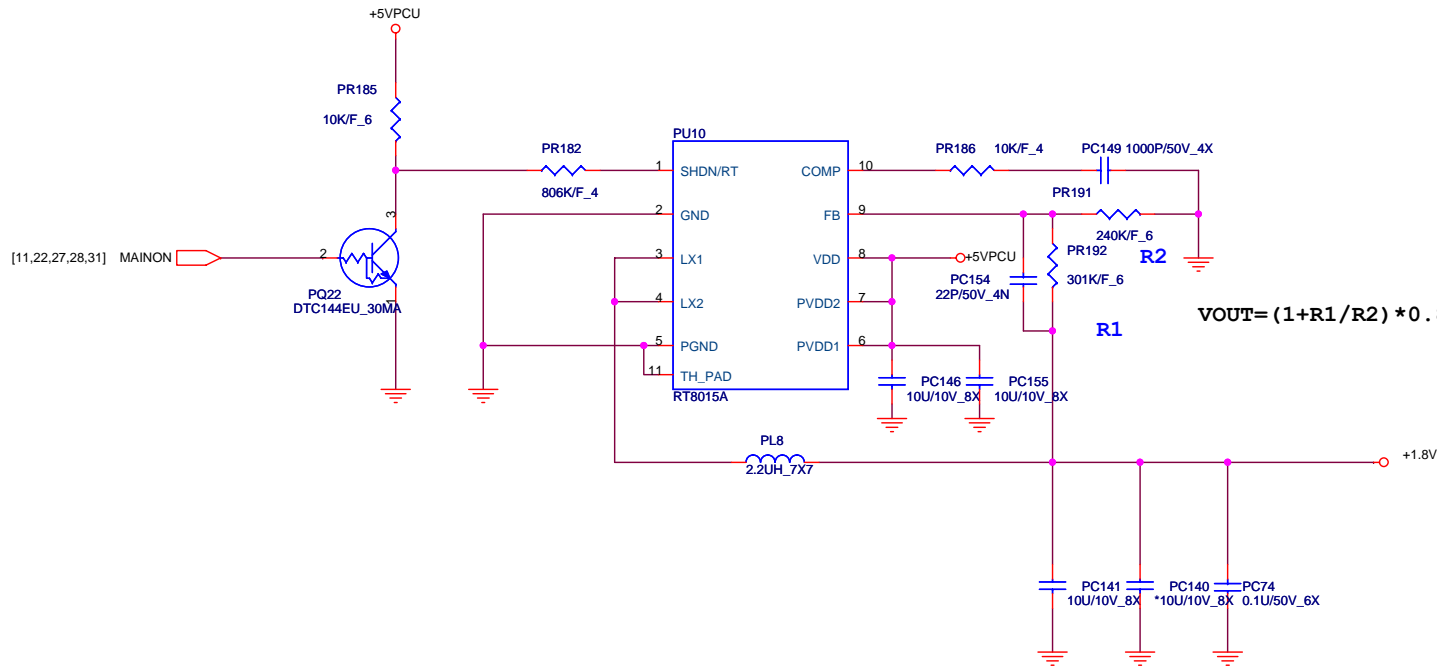 +5VPCU
PR185
10K/F_6
PU10
PR182
806K/F_4
1 SHDN/RT COMP 10
2 GND FB 9
3 LX1 VDD 8
4 LX2 PVDD2 7
5 PGND PVDD1 6
11 TH_PAD
RT8015A
PR186 10K/F_4 PC149 1000P/50V_4X
PR191
240K/F_6
R2
PR192
301K/F_6
R1
PC154
22P/50V_4N
+5VPCU
VOUT=(1+R1/R2)*0.
[11,22,27,28,31] MAINON
2
3
1
PQ22
DTC144EU_30MA
PC146
10U/10V_8X
PC155
10U/10V_8X
PL8
2.2UH_7X7
+1.8V
PC141
10U/10V_8X
PC140
*10U/10V_8X
PC74
0.1U/50V_6X